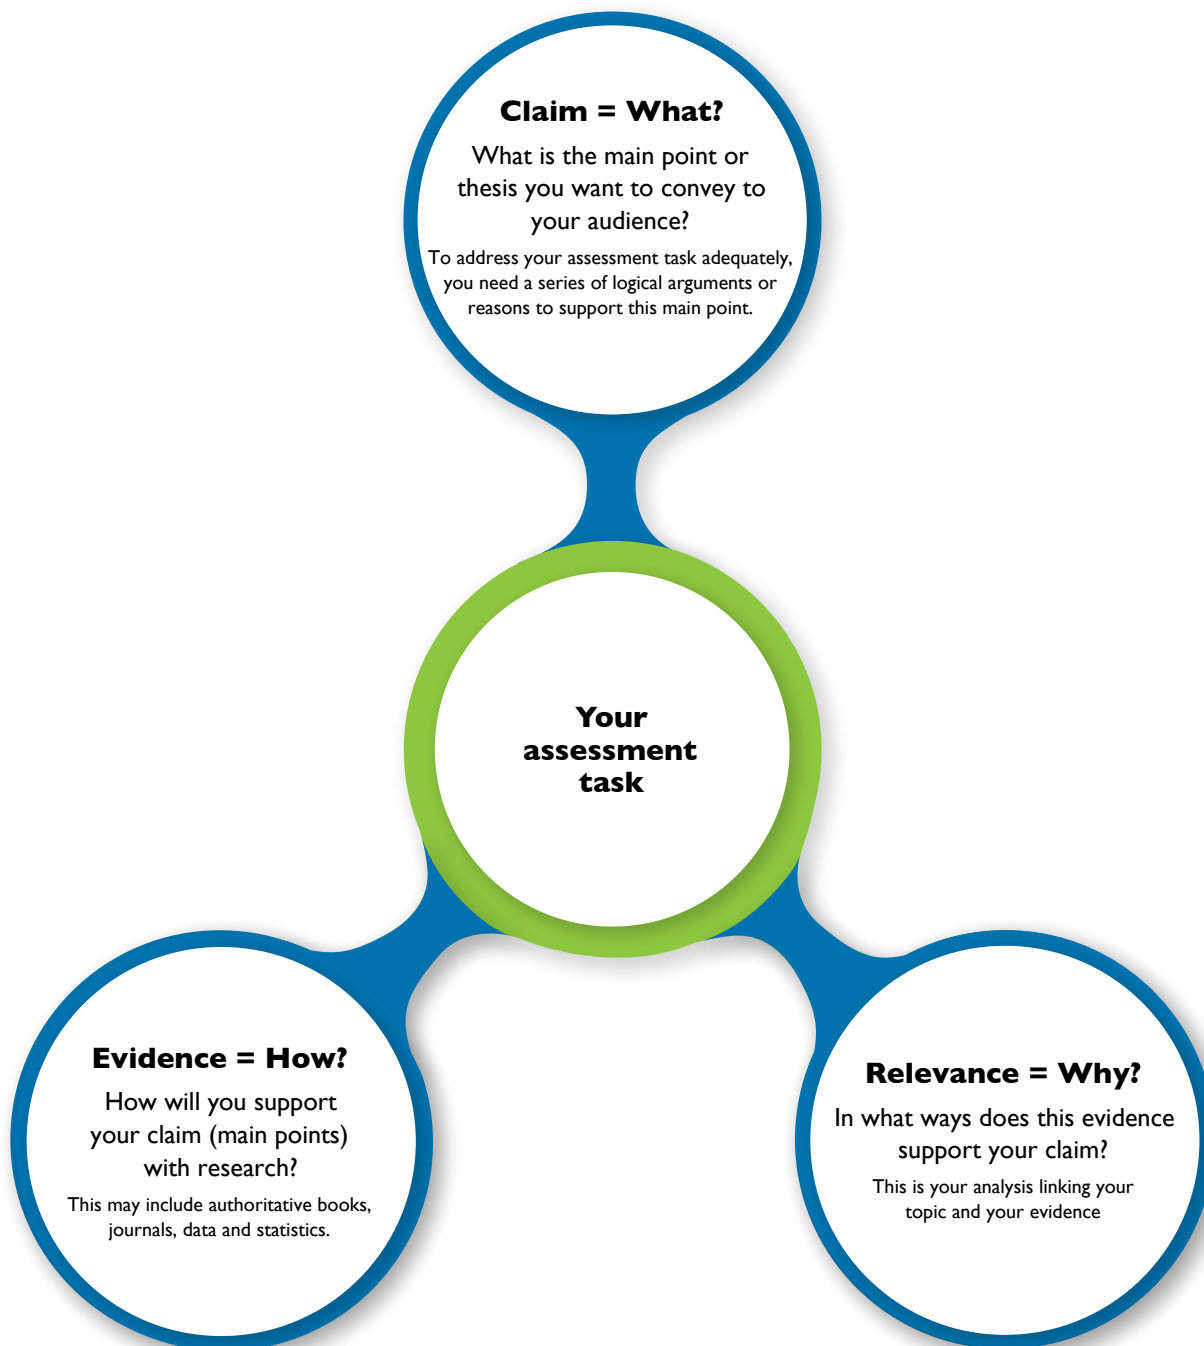 Claim = What?
What is the main point or
thesis you want to convey to
your audience?
To address your assessment task adequately,
you need a series of logical arguments or
reasons to support this main point.
Your
assessment
task
Evidence = How?
How will you support
your claim (main points)
with research?
This may include authoritative books,
journals, data and statistics.
Relevance = Why?
In what ways does this evidence
support your claim?
This is your analysis linking your
topic and your evidence